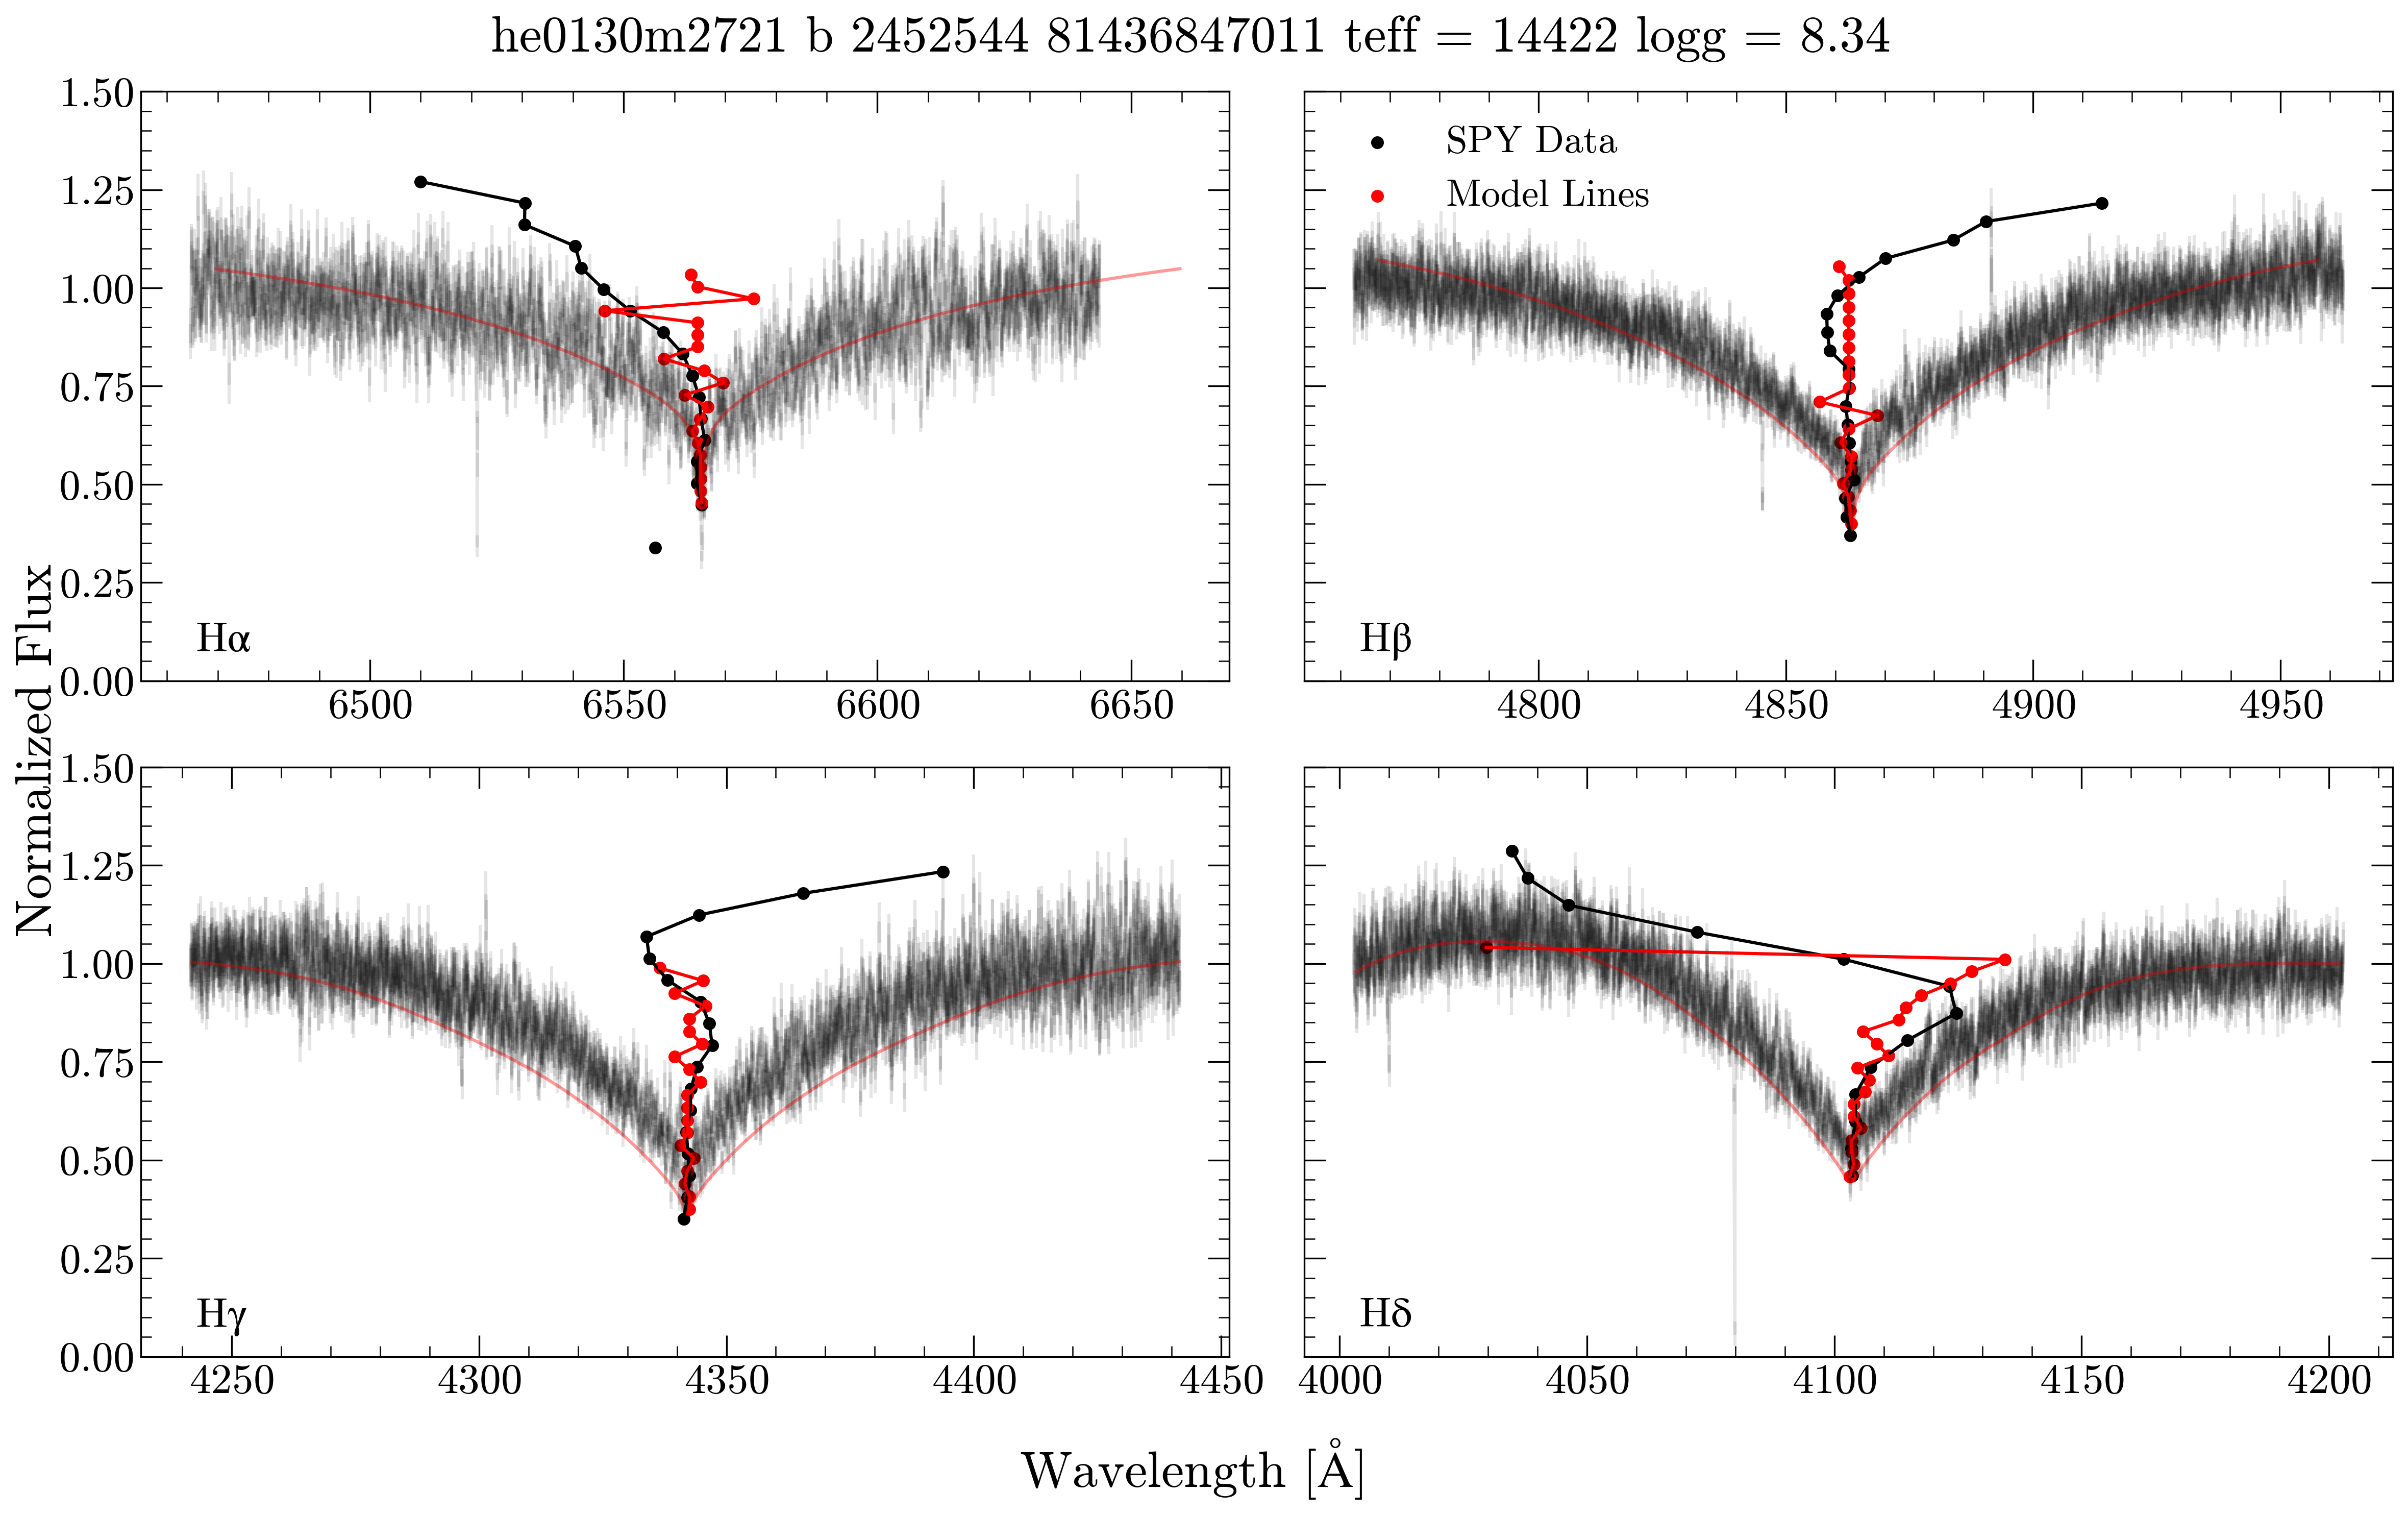 he0130m2721 b 2452544 81436847011 teff = 14422 logg = 8.34
Normalized Flux
1.50
1.25
1.00
0.75
0.50
0.25
0.00
Hα
6500 6550 6600 6650
SPY Data
Model Lines
Hβ
4800 4850 4900 4950
1.50
1.25
1.00
0.75
0.50
0.25
0.00
Hγ
4250 4300 4350 4400 4450
Hδ
4000 4050 4100 4150 4200
Wavelength [Å]